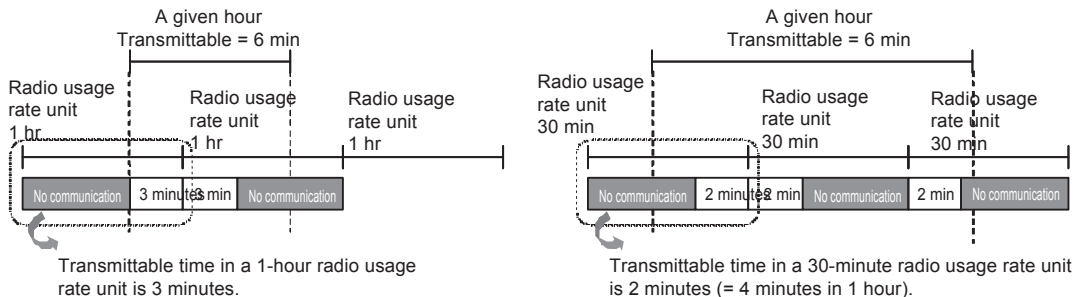 A given hour
Transmittable = 6 min
Radio usage
rate unit
1 hr
Radio usage
rate unit
1 hr
Radio usage
rate unit
1 hr
No communication
3 minutes
3 min
No communication
Transmittable time in a 1-hour radio usage
rate unit is 3 minutes.
A given hour
Transmittable = 6 min
Radio usage
rate unit
30 min
Radio usage
rate unit
30 min
Radio usage
rate unit
30 min
No communication
2 minutes
2 min
No communication
2 min
No communication
Transmittable time in a 30-minute radio usage rate unit
is 2 minutes (= 4 minutes in 1 hour).